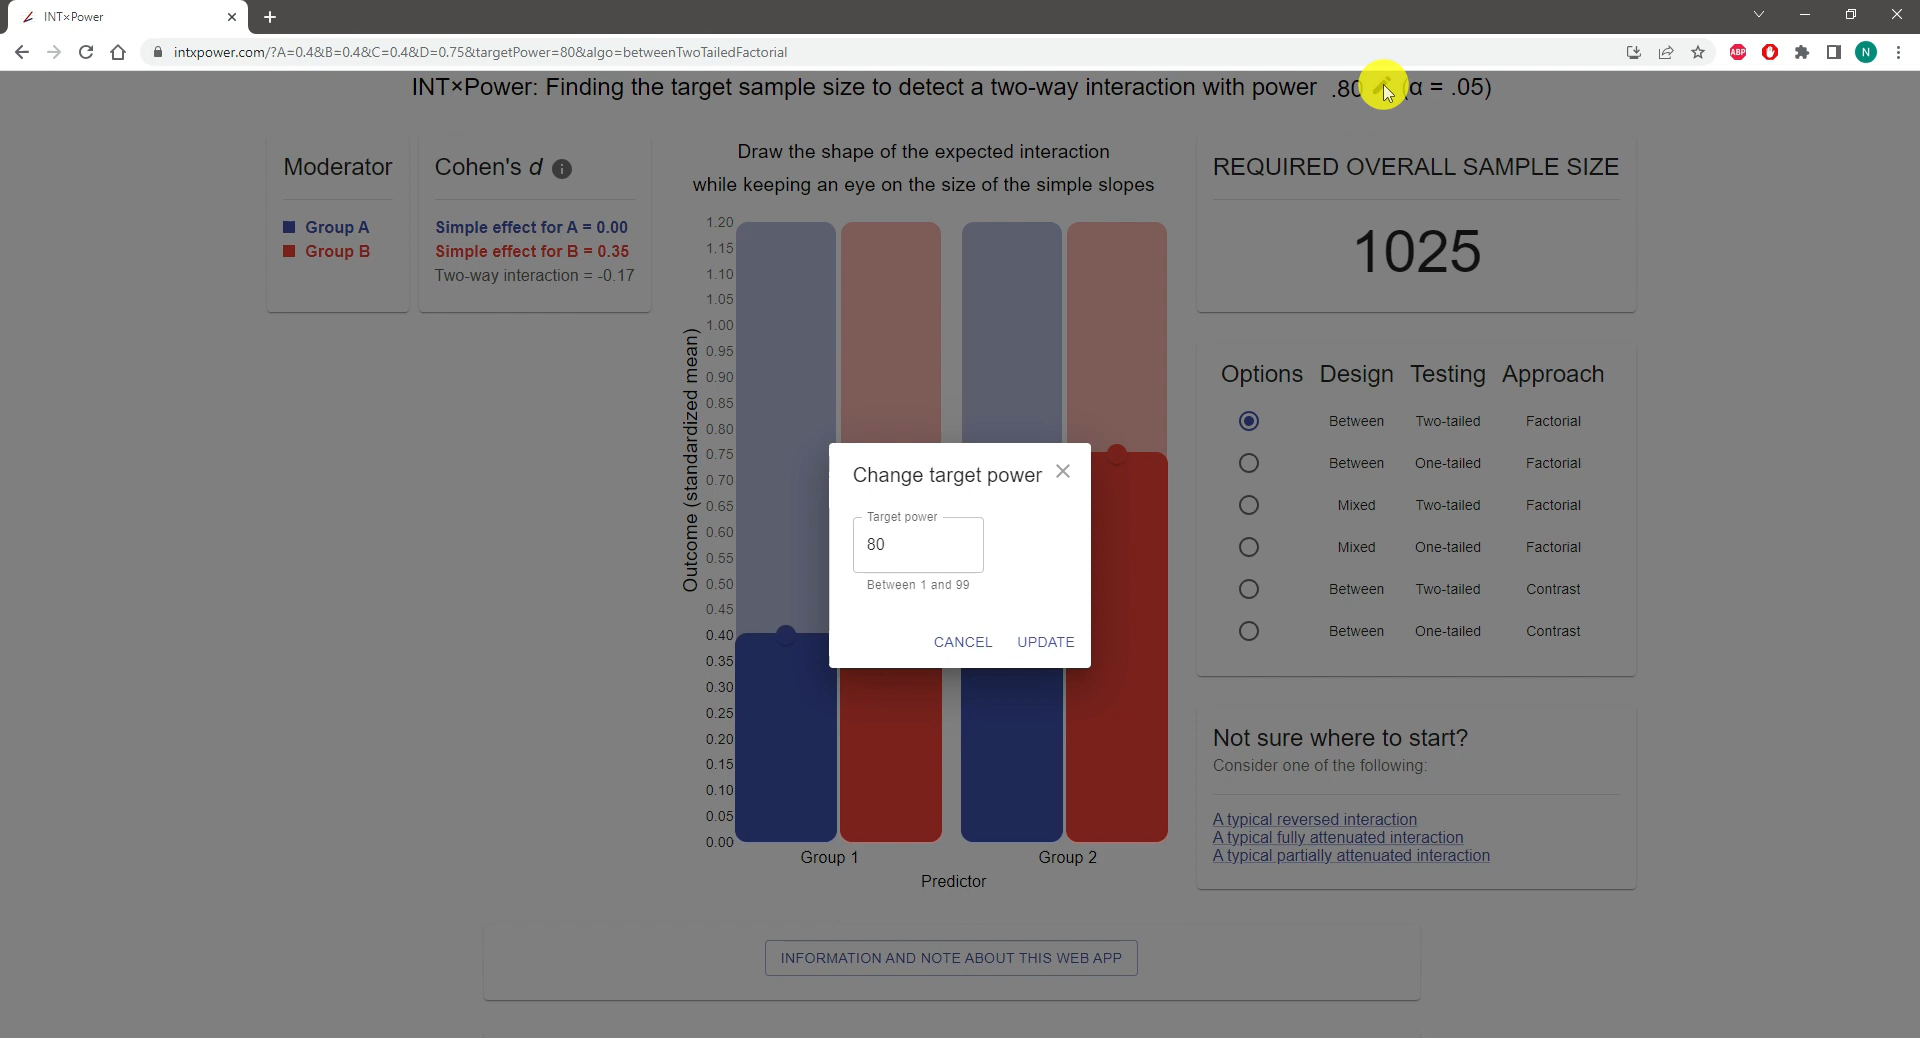 INT×Power
intxpower.com/?A=0.4&B=0.4&C=0.4&D=0.75&targetPower=80&algo=betweenTwoTailedFactorial
ABP
N
INT×Power: Finding the target sample size to detect a two-way interaction with power .80 (α = .05)
Moderator
Group A
Group B
Cohen's d
Simple effect for A = 0.00
Simple effect for B = 0.35
Two-way interaction = -0.17
Draw the shape of the expected interaction
while keeping an eye on the size of the simple slopes
Outcome (standardized mean)
1.20
1.15
1.10
1.05
1.00
0.95
0.90
0.85
0.80
0.75
0.70
0.65
0.60
0.55
0.50
0.45
0.40
0.35
0.30
0.25
0.20
0.15
0.10
0.05
0.00
Group 1
Group 2
Predictor
Change target power
Target power
80
Between 1 and 99
CANCEL UPDATE
REQUIRED OVERALL SAMPLE SIZE
1025
Options Design Testing Approach
Between Two-tailed Factorial
Between One-tailed Factorial
Mixed Two-tailed Factorial
Mixed One-tailed Factorial
Between Two-tailed Contrast
Between One-tailed Contrast
Not sure where to start?
Consider one of the following:
A typical reversed interaction
A typical fully attenuated interaction
A typical partially attenuated interaction
INFORMATION AND NOTE ABOUT THIS WEB APP